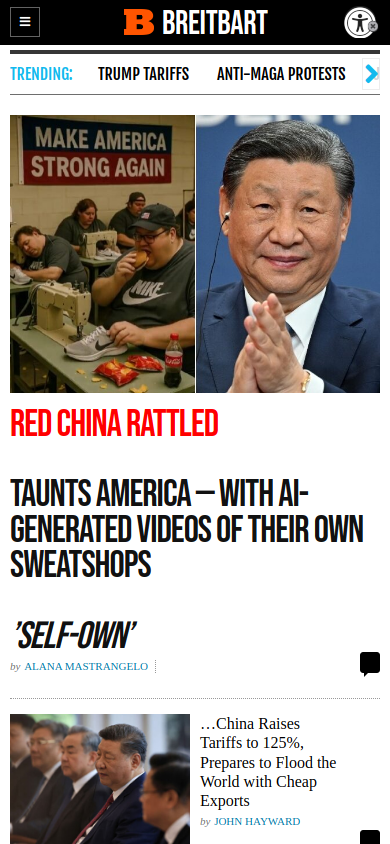 BREITBART
TRENDING:
TRUMP TARIFFS
ANTI-MAGA PROTESTS
MAKE AMERICA
STRONG AGAIN
NIKE
NIKE
RED CHINA RATTLED
TAUNTS AMERICA – WITH AI-
GENERATED VIDEOS OF THEIR OWN
SWEATSHOPS
'SELF-OWN'
by ALANA MASTRANGELO
…China Raises
Tariffs to 125%,
Prepares to Flood the
World with Cheap
Exports
by JOHN HAYWARD